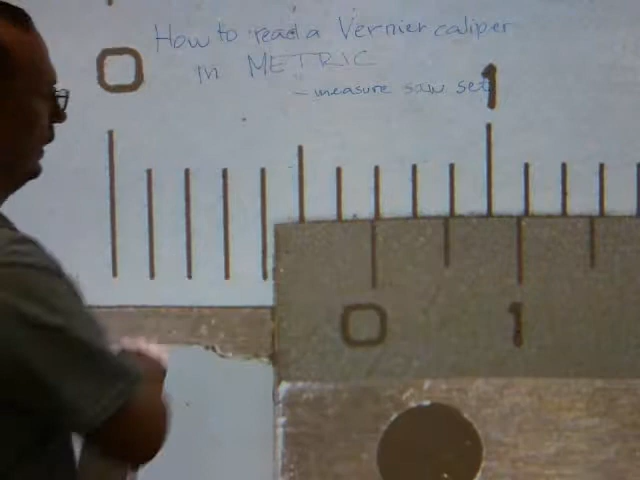 How to read a Vernier caliper
in METRIC
- measure saw set
0 1
0 1